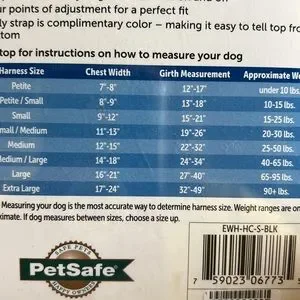 ur points of adjustment for a perfect fit
ly strap is complimentary color – making it easy to tell top from
ttom
top for instructions on how to measure your dog
Harness Size Chest Width Girth Measurement Approximate We
Petite 7"-8" 12"-17" under 10 lbs.
Petite / Small 8"-9" 13"-18" 10-15 lbs.
Small 9"-12" 15"-21" 15-25 lbs.
Small / Medium 11"-13" 19"-26" 20-30 lbs.
Medium 12"-15" 22"-32" 25-50 lbs.
Medium / Large 14"-18" 24"-34" 40-65 lbs.
Large 16"-21" 27"-40" 65-95 lbs.
Extra Large 17"-24" 32"-49" 90+ lbs.
Measuring your dog is the most accurate way to determine harness size. Weight ranges are on
ximate. If dog measures between sizes, choose a size up.
SAFE PETS
PetSafe®
HAPPY OWNERS
EWH-HC-S-BLK
7 59023 06773